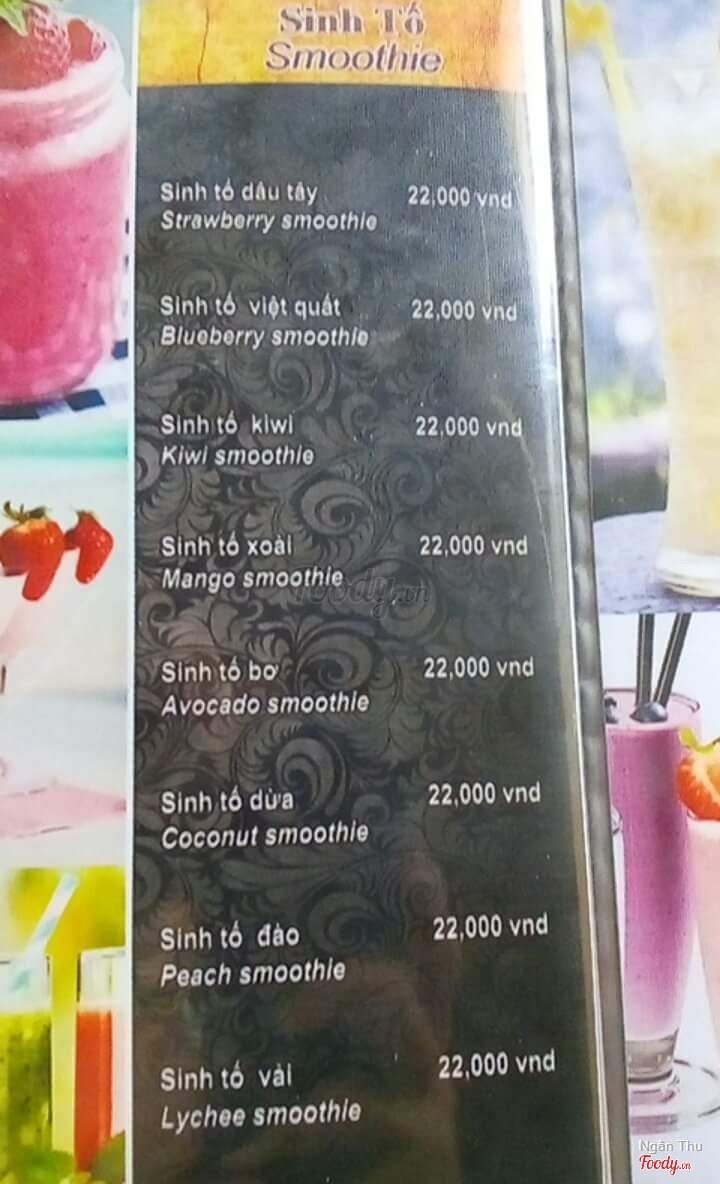 Sinh Tố
Smoothie
Sinh tố dâu tây 22,000 vnd
Strawberry smoothie
Sinh tố việt quất 22,000 vnd
Blueberry smoothie
Sinh tố kiwi 22,000 vnd
Kiwi smoothie
Sinh tố xoài 22,000 vnd
Mango smoothie
Foody.vn
Sinh tố bơ 22,000 vnd
Avocado smoothie
Sinh tố dừa 22,000 vnd
Coconut smoothie
Sinh tố đào 22,000 vnd
Peach smoothie
Sinh tố vải 22,000 vnd
Lychee smoothie
Ngân Thu
Foody.vn